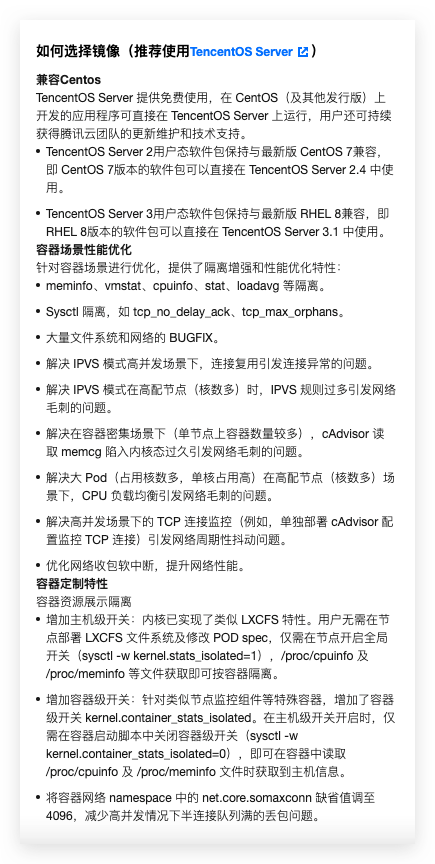 如何选择镜像（推荐使用TencentOS Server ）
兼容Centos
TencentOS Server 提供免费使用，在 CentOS（及其他发行版）上
开发的应用程序可直接在 TencentOS Server 上运行，用户还可持续
获得腾讯云团队的更新维护和技术支持。
• TencentOS Server 2用户态软件包保持与最新版 CentOS 7兼容，
即 CentOS 7版本的软件包可以直接在 TencentOS Server 2.4 中使
用。
• TencentOS Server 3用户态软件包保持与最新版 RHEL 8兼容，即
RHEL 8版本的软件包可以直接在 TencentOS Server 3.1 中使用。
容器场景性能优化
针对容器场景进行优化，提供了隔离增强和性能优化特性：
• meminfo、vmstat、cpuinfo、stat、loadavg 等隔离。
• Sysctl 隔离，如 tcp_no_delay_ack、tcp_max_orphans。
• 大量文件系统和网络的 BUGFIX。
• 解决 IPVS 模式高并发场景下，连接复用引发连接异常的问题。
• 解决 IPVS 模式在高配节点（核数多）时，IPVS 规则过多引发网络
毛刺的问题。
• 解决在容器密集场景下（单节点上容器数量较多），cAdvisor 读
取 memcg 陷入内核态过久引发网络毛刺的问题。
• 解决大 Pod（占用核数多，单核占用高）在高配节点（核数多）场
景下，CPU 负载均衡引发网络毛刺的问题。
• 解决高并发场景下的 TCP 连接监控（例如，单独部署 cAdvisor 配
置监控 TCP 连接）引发网络周期性抖动问题。
• 优化网络收包软中断，提升网络性能。
容器定制特性
容器资源展示隔离
• 增加主机级开关：内核已实现了类似 LXCFS 特性。用户无需在节
点部署 LXCFS 文件系统及修改 POD spec，仅需在节点开启全局
开关（sysctl -w kernel.stats_isolated=1），/proc/cpuinfo 及
/proc/meminfo 等文件获取即可按容器隔离。
• 增加容器级开关：针对类似节点监控组件等特殊容器，增加了容器
级开关 kernel.container_stats_isolated。在主机级开关开启时，仅
需在容器启动脚本中关闭容器级开关（sysctl -w
kernel.container_stats_isolated=0），即可在容器中读取
/proc/cpuinfo 及 /proc/meminfo 文件时获取到主机信息。
• 将容器网络 namespace 中的 net.core.somaxconn 缺省值调至
4096，减少高并发情况下半连接队列满的丢包问题。